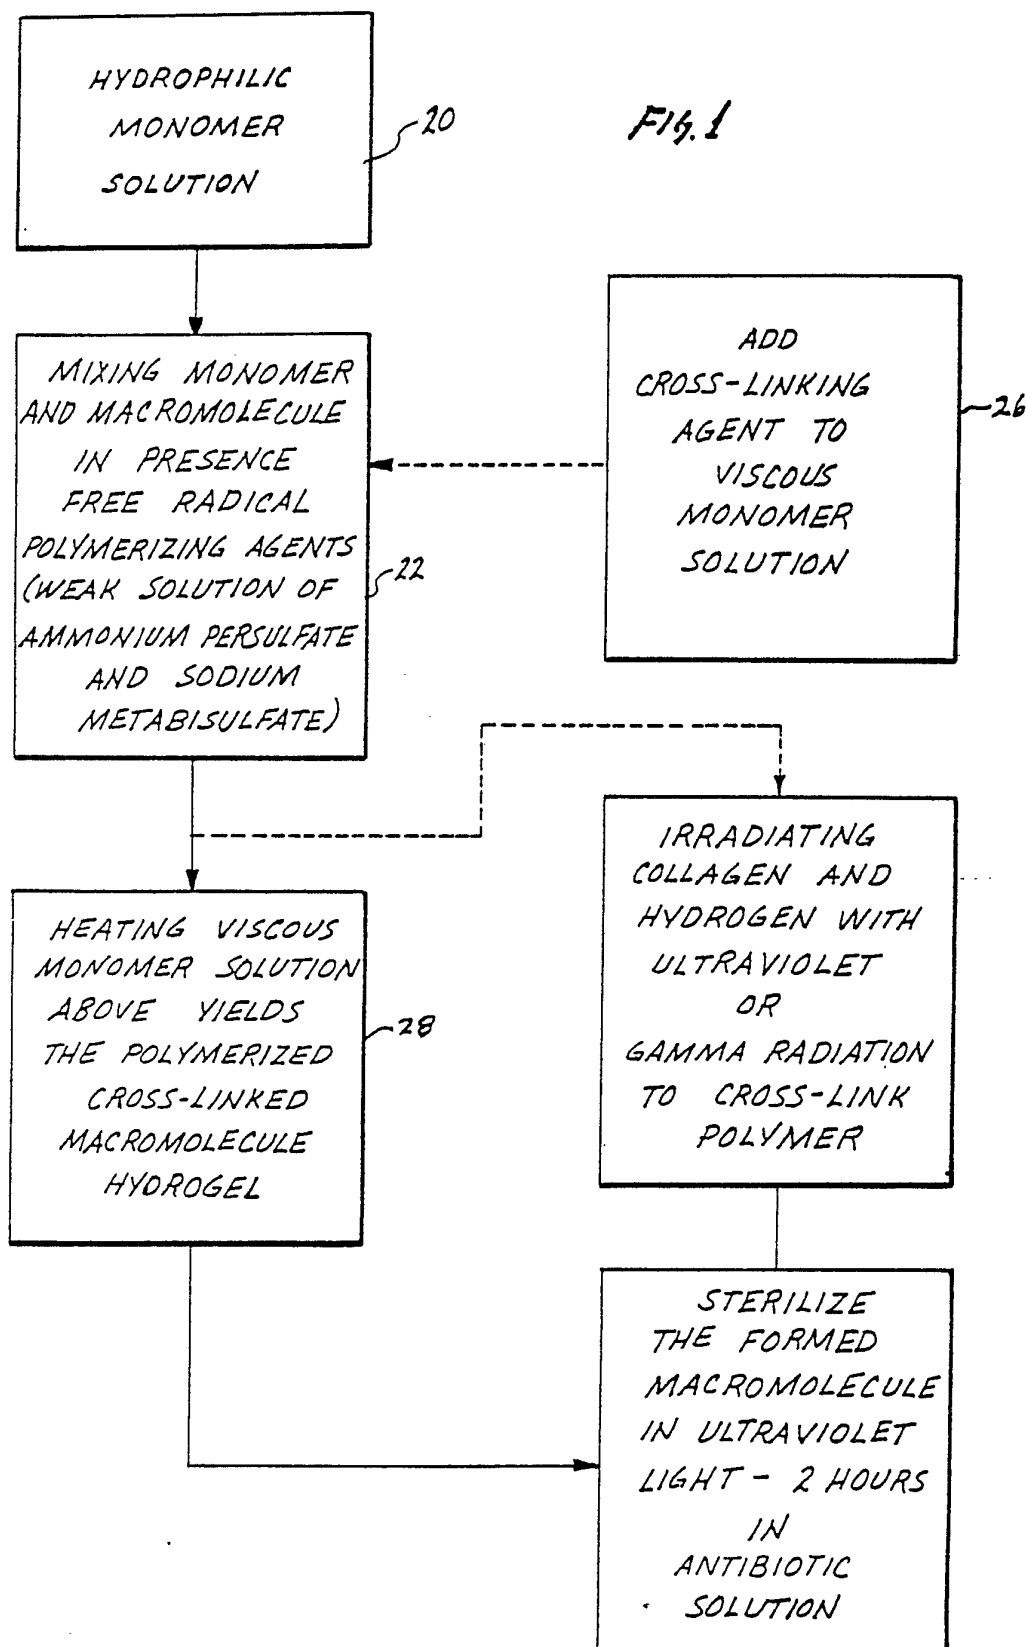 HYDROPHILIC
MONOMER
SOLUTION
20
FIG. 1
MIXING MONOMER
AND MACROMOLECULE
IN PRESENCE
FREE RADICAL
POLYMERIZING AGENTS
(WEAK SOLUTION OF
AMMONIUM PERSULFATE
AND SODIUM
METABISULFATE)
22
ADD
CROSS-LINKING
AGENT TO
VISCOUS
MONOMER
SOLUTION
26
HEATING VISCOUS
MONOMER SOLUTION
ABOVE YIELDS
THE POLYMERIZED
CROSS-LINKED
MACROMOLECULE
HYDROGEL
28
IRRADIATING
COLLAGEN AND
HYDROGEN WITH
ULTRAVIOLET
OR
GAMMA RADIATION
TO CROSS-LINK
POLYMER
STERILIZE
THE FORMED
MACROMOLECULE
IN ULTRAVIOLET
LIGHT - 2 HOURS
IN
ANTIBIOTIC
SOLUTION